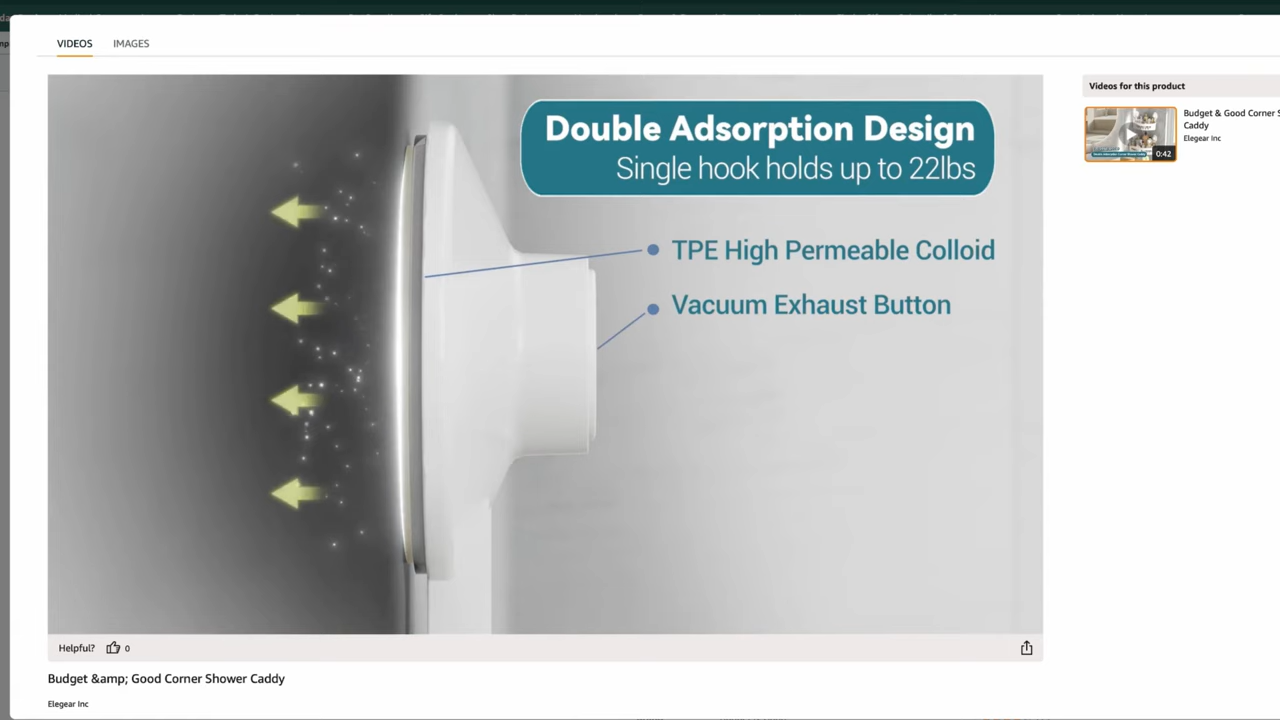 VIDEOS
IMAGES
Double Adsorption Design
Single hook holds up to 22lbs
TPE High Permeable Colloid
Vacuum Exhaust Button
Helpful?
0
Budget &amp; Good Corner Shower Caddy
Elegear Inc
Videos for this product
0:42
Budget & Good Corner S
Caddy
Elegear Inc